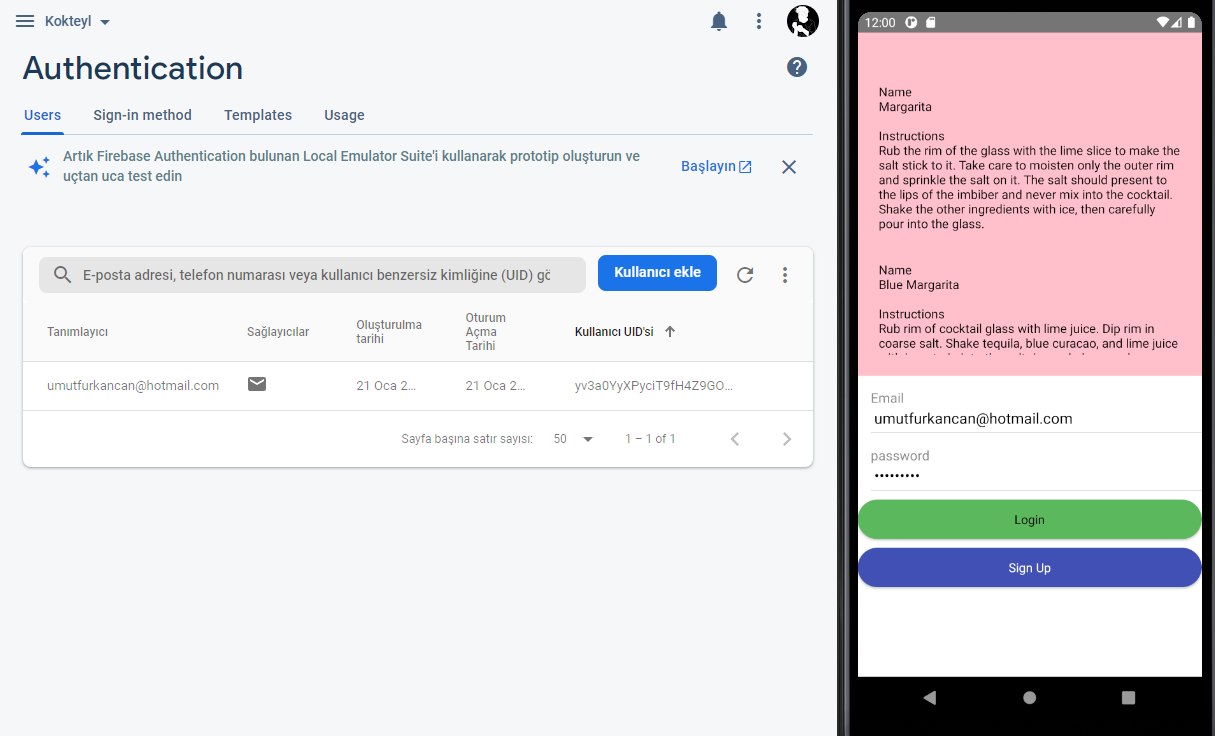 Kokteyl
Authentication
Users Sign-in method Templates Usage
Artık Firebase Authentication bulunan Local Emulator Suite'i kullanarak prototip oluşturun ve
uçtan uca test edin
Başlayın
E-posta adresi, telefon numarası veya kullanıcı benzersiz kimliğine (UID) gö
Kullanıcı ekle
Tanımlayıcı
Sağlayıcılar
Oluşturulma
tarihi
Oturum
Açma
Tarihi
Kullanıcı UID'si
umutfurkancan@hotmail.com 21 Oca 2... 21 Oca 2... yv3a0YyXPyciT9fH4Z9GO...
Sayfa başına satır sayısı: 50 1 – 1 of 1
12:00
Name
Margarita
Instructions
Rub the rim of the glass with the lime slice to make the
salt stick to it. Take care to moisten only the outer rim
and sprinkle the salt on it. The salt should present to
the lips of the imbiber and never mix into the cocktail.
Shake the other ingredients with ice, then carefully
pour into the glass.
Name
Blue Margarita
Instructions
Rub rim of cocktail glass with lime juice. Dip rim in
coarse salt. Shake tequila, blue curacao, and lime juice
Email
umutfurkancan@hotmail.com
password
•••••••••
Login
Sign Up